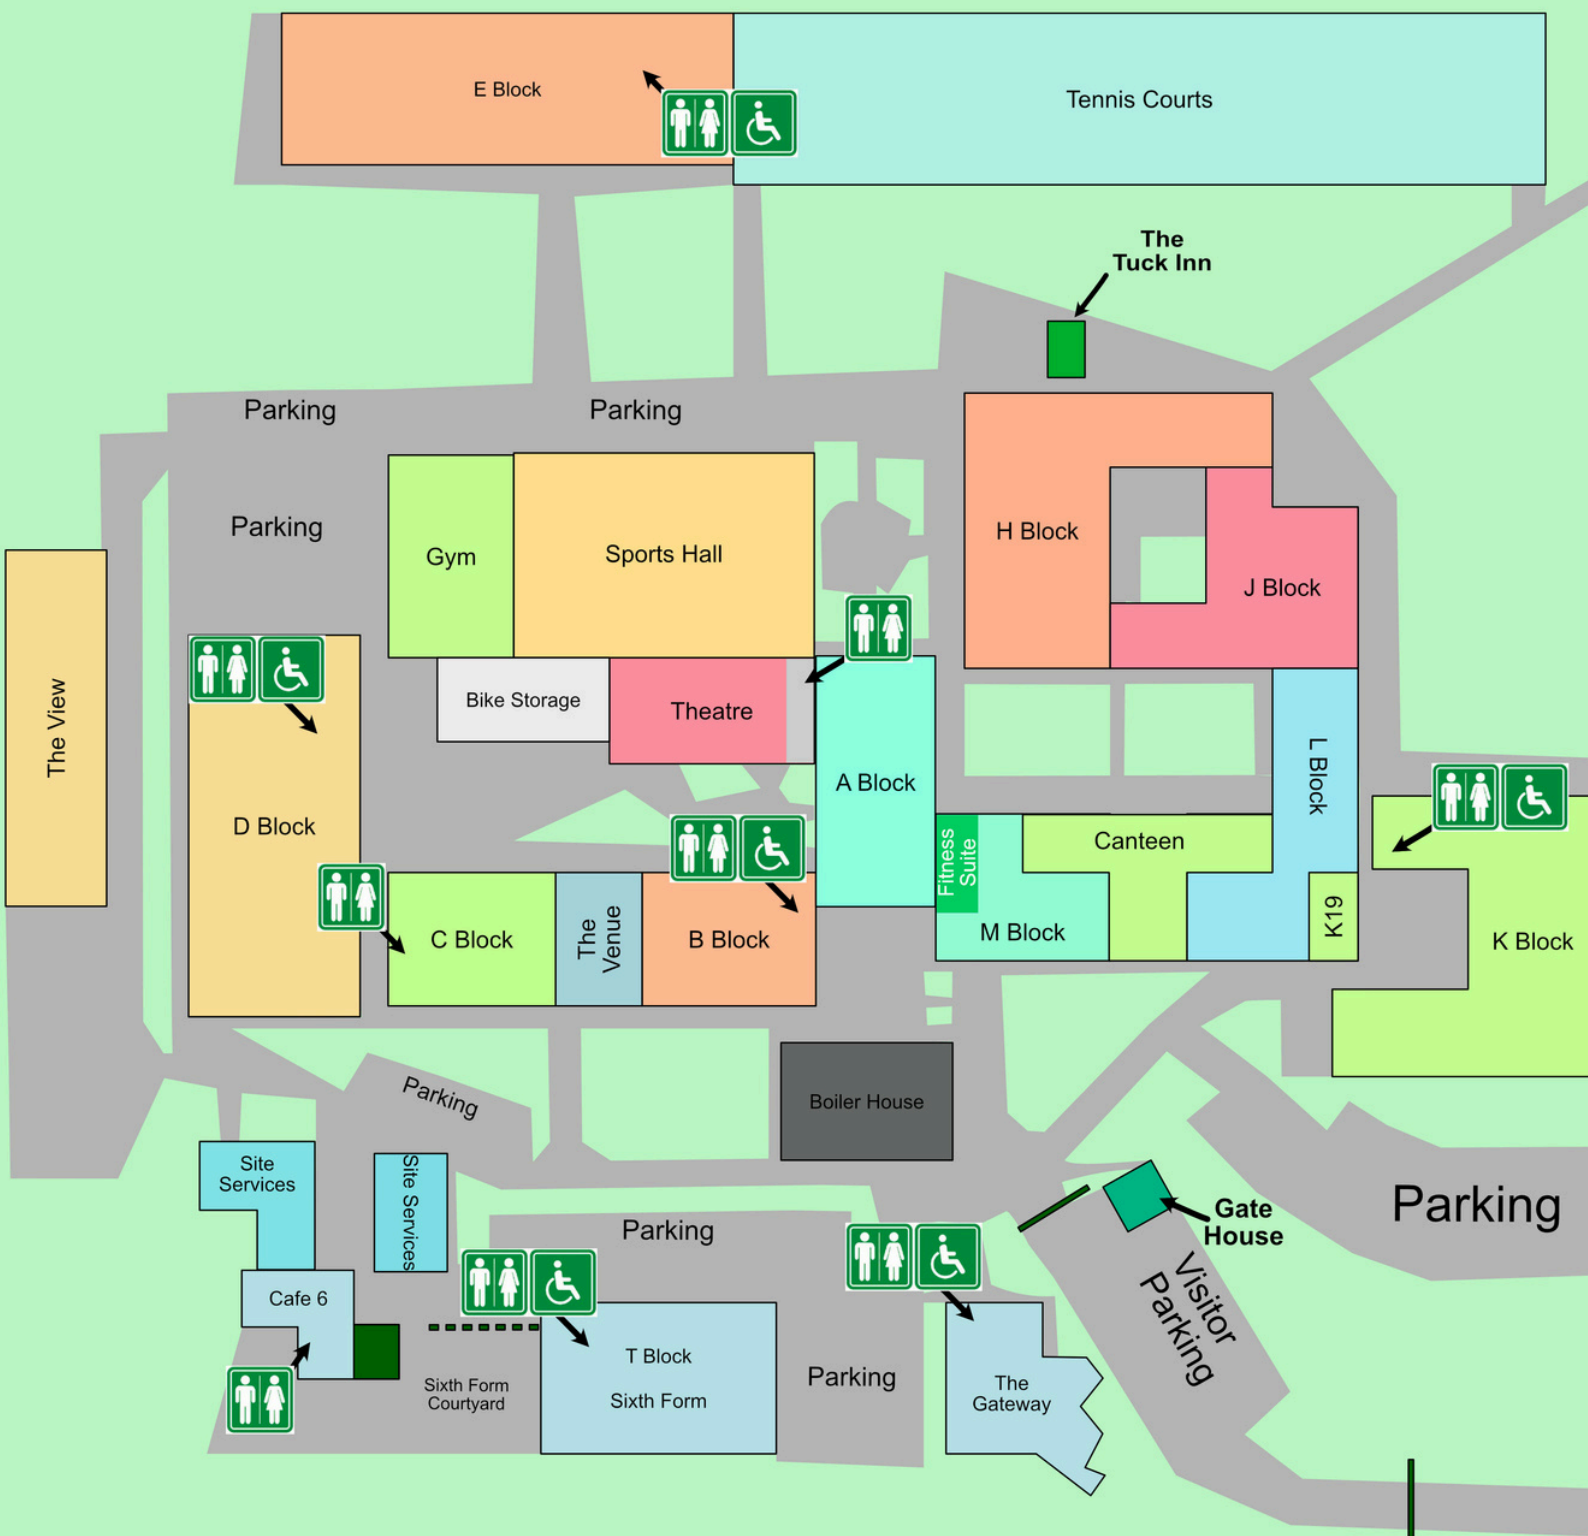 E Block
Tennis Courts
The
Tuck Inn
Parking
Parking
Parking
Gym
Sports Hall
H Block
J Block
The View
Bike Storage
Theatre
A Block
L Block
D Block
Fitness
Suite
Canteen
M Block
K19
K Block
C Block
The
Venue
B Block
Boiler House
Parking
Site
Services
Site Services
Parking
Gate
House
Parking
Visitor
Parking
Cafe 6
T Block
Sixth Form
Sixth Form
Courtyard
Parking
The
Gateway